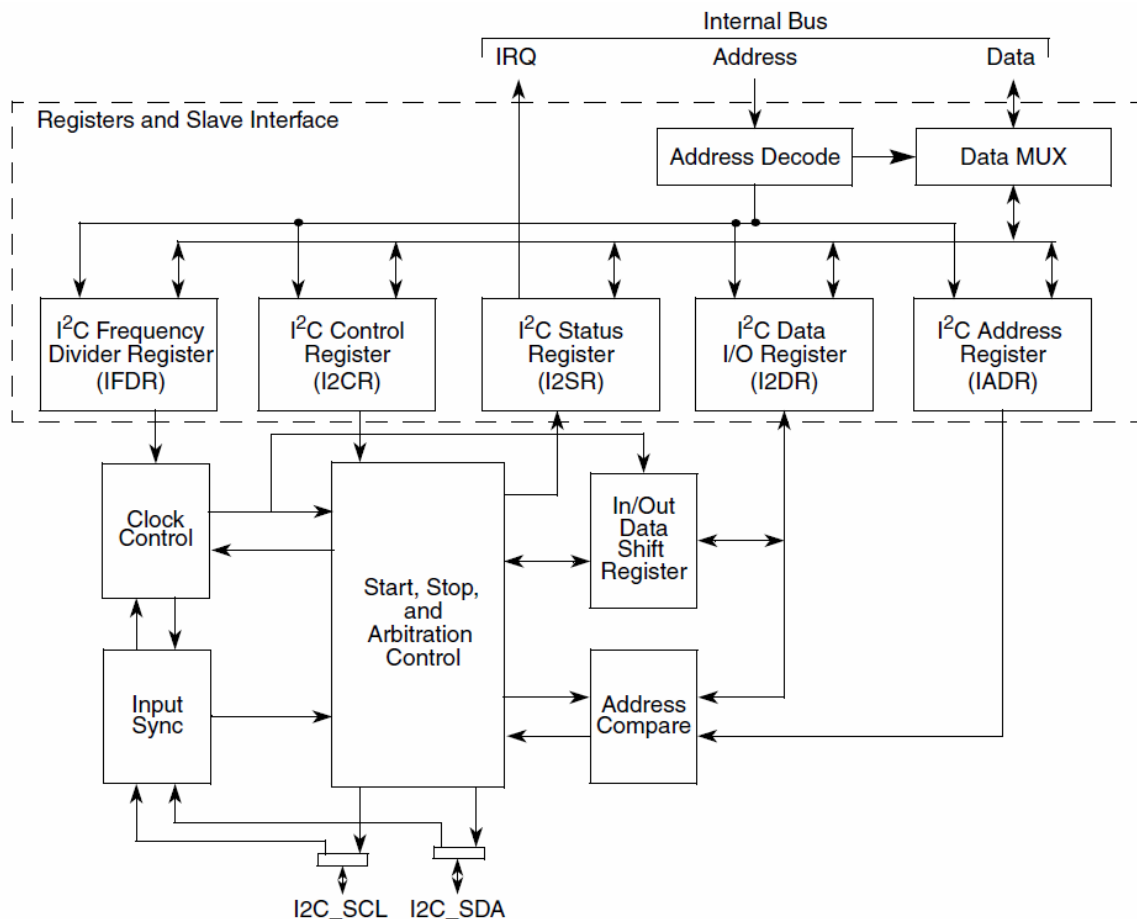 Internal Bus
IRQ
Address
Data
Registers and Slave Interface
Address Decode
Data MUX
I²C Frequency
Divider Register
(IFDR)
I²C Control
Register
(I2CR)
I²C Status
Register
(I2SR)
I²C Data
I/O Register
(I2DR)
I²C Address
Register
(IADR)
Clock
Control
In/Out
Data
Shift
Register
Start, Stop,
and
Arbitration
Control
Input
Sync
Address
Compare
I2C_SCL
I2C_SDA